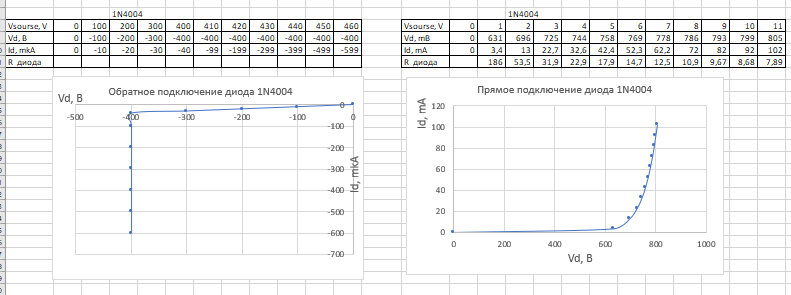 1N4004
Vsourse, V 0 100 200 300 400 410 420 430 440 450 460
Vd, В 0 -100 -200 -300 -400 -400 -400 -400 -400 -400 -400
Id, mkA 0 -10 -20 -30 -40 -99 -199 -299 -399 -499 -599
R диода
1N4004
Vsourse, V 0 1 2 3 4 5 6 7 8 9 10 11
Vd, mB 0 631 696 725 744 758 769 778 786 793 799 805
Id, mA 0 3,4 13 22,7 32,6 42,4 52,3 62,2 72 82 92 102
R диода 186 53,5 31,9 22,9 17,9 14,7 12,5 10,9 9,67 8,68 7,89
Обратное подключение диода 1N4004
Vd, В
-500 -400 -300 -200 -100 0
0
-100
-200
-300
-400
-500
-600
-700
Id, mkA
Прямое подключение диода 1N4004
Id, mA
120
100
80
60
40
20
0
0 200 400 600 800 1000
Vd, В